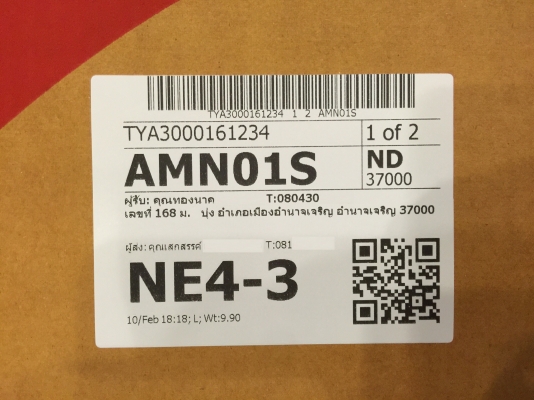 TYA3000161234 1 2 AMN01S
TYA3000161234 1 of 2
AMN01S ND
37000
ผู้รับ: คุณทองนาค T:080430
เลขที่ 168 ม. บุ่ง อำเภอเมืองอำนาจเจริญ อำนาจเจริญ 37000
ผู้ส่ง: คุณเสกสรรค์ T:081
NE4-3
10/Feb 18:18; L; Wt:9.90